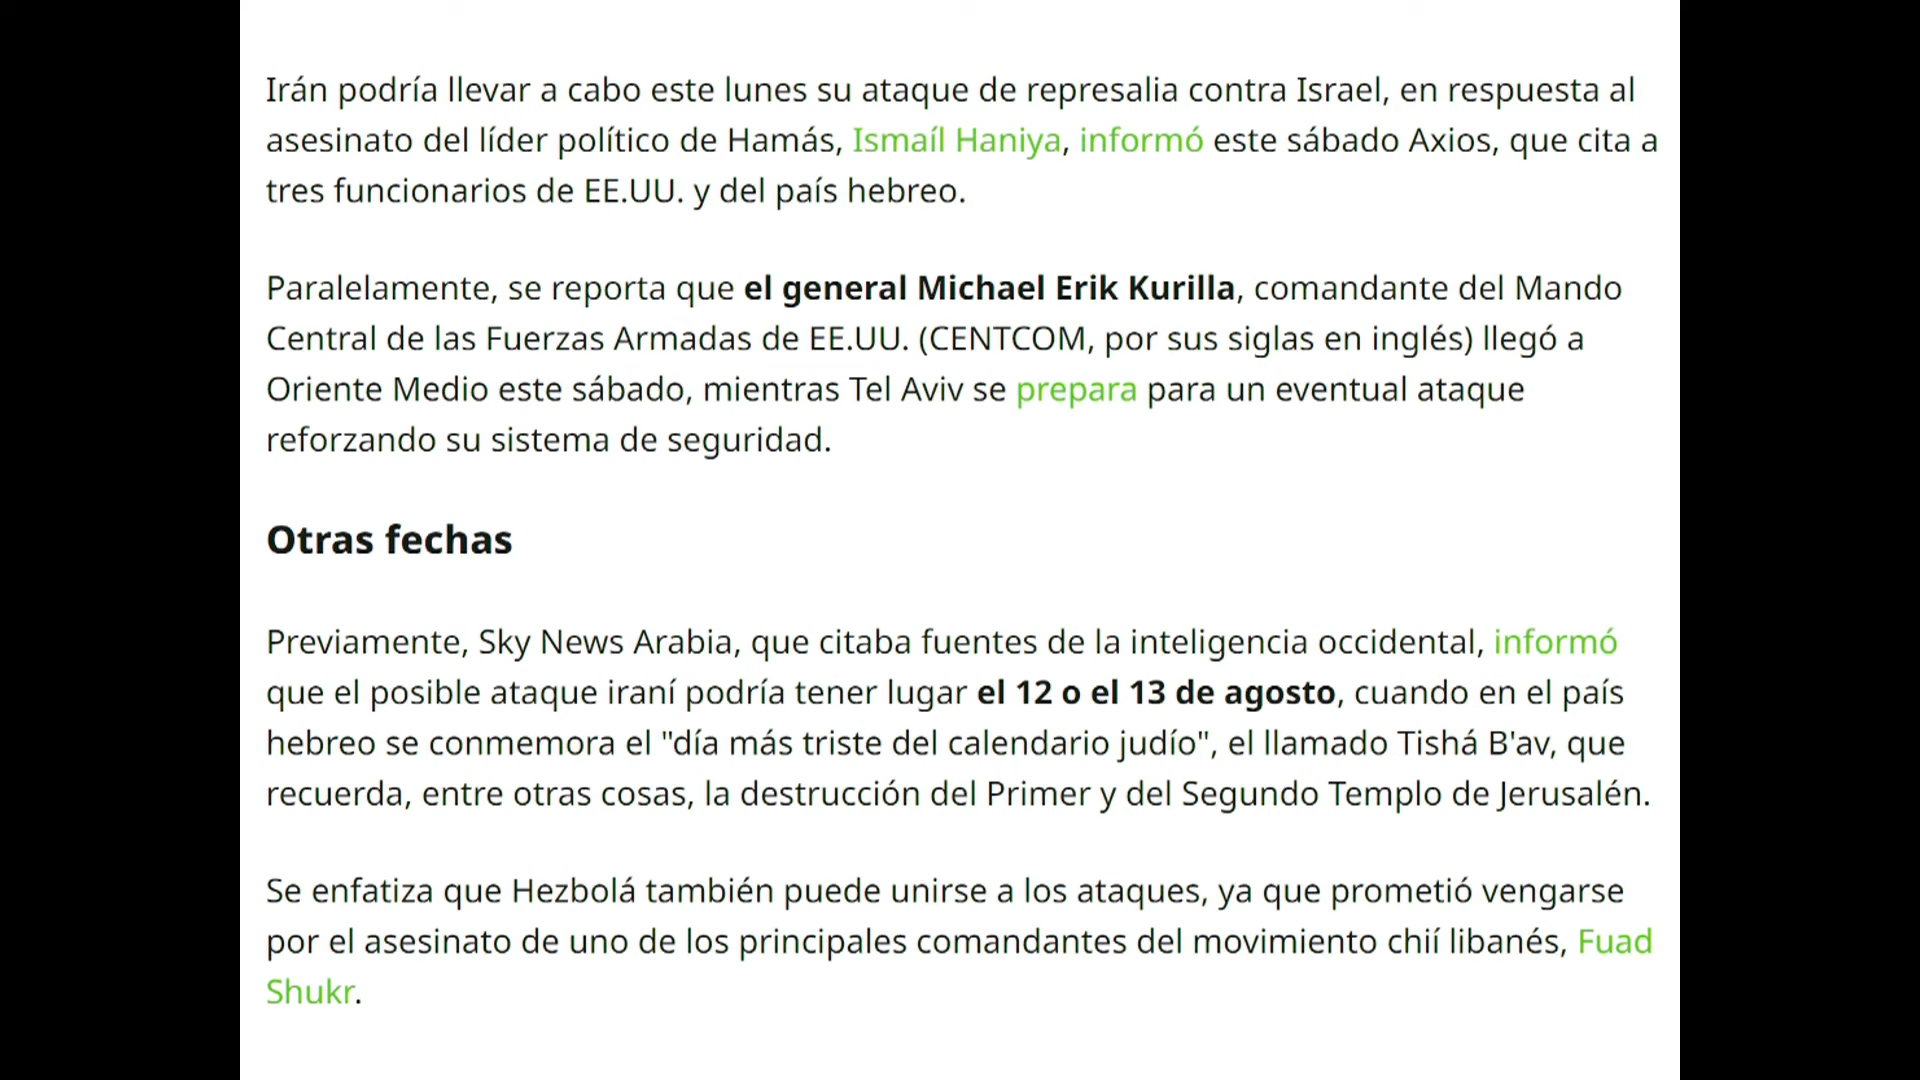 Irán podría llevar a cabo este lunes su ataque de represalia contra Israel, en respuesta al
asesinato del líder político de Hamás, Ismaíl Haniya, informó este sábado Axios, que cita a
tres funcionarios de EE.UU. y del país hebreo.
Paralelamente, se reporta que el general Michael Erik Kurilla, comandante del Mando
Central de las Fuerzas Armadas de EE.UU. (CENTCOM, por sus siglas en inglés) llegó a
Oriente Medio este sábado, mientras Tel Aviv se prepara para un eventual ataque
reforzando su sistema de seguridad.
Otras fechas
Previamente, Sky News Arabia, que citaba fuentes de la inteligencia occidental, informó
que el posible ataque iraní podría tener lugar el 12 o el 13 de agosto, cuando en el país
hebreo se conmemora el "día más triste del calendario judío", el llamado Tishá B'av, que
recuerda, entre otras cosas, la destrucción del Primer y del Segundo Templo de Jerusalén.
Se enfatiza que Hezbolá también puede unirse a los ataques, ya que prometió vengarse
por el asesinato de uno de los principales comandantes del movimiento chií libanés, Fuad
Shukr.